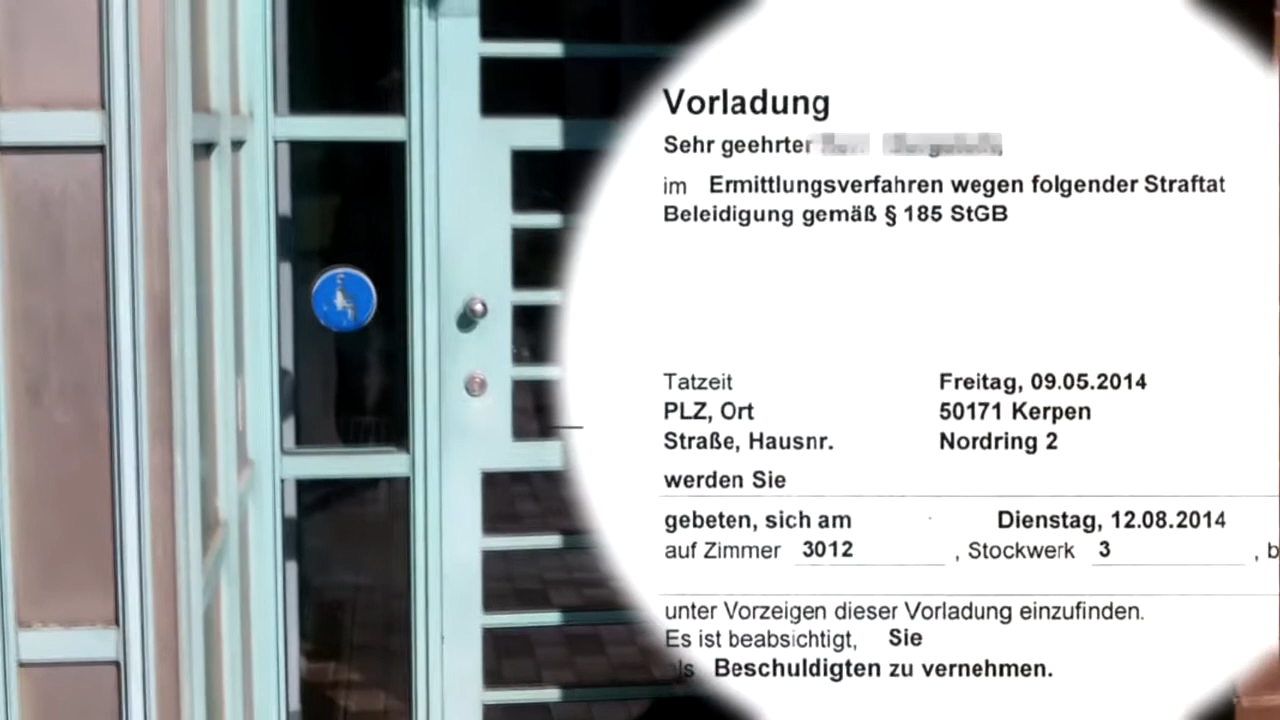 Vorladung
Sehr geehrter
im Ermittlungsverfahren wegen folgender Straftat
Beleidigung gemäß § 185 StGB
Tatzeit Freitag, 09.05.2014
PLZ, Ort 50171 Kerpen
Straße, Hausnr. Nordring 2
werden Sie
gebeten, sich am Dienstag, 12.08.2014
auf Zimmer 3012 , Stockwerk 3 , b
unter Vorzeigen dieser Vorladung einzufinden.
Es ist beabsichtigt, Sie
als Beschuldigten zu vernehmen.